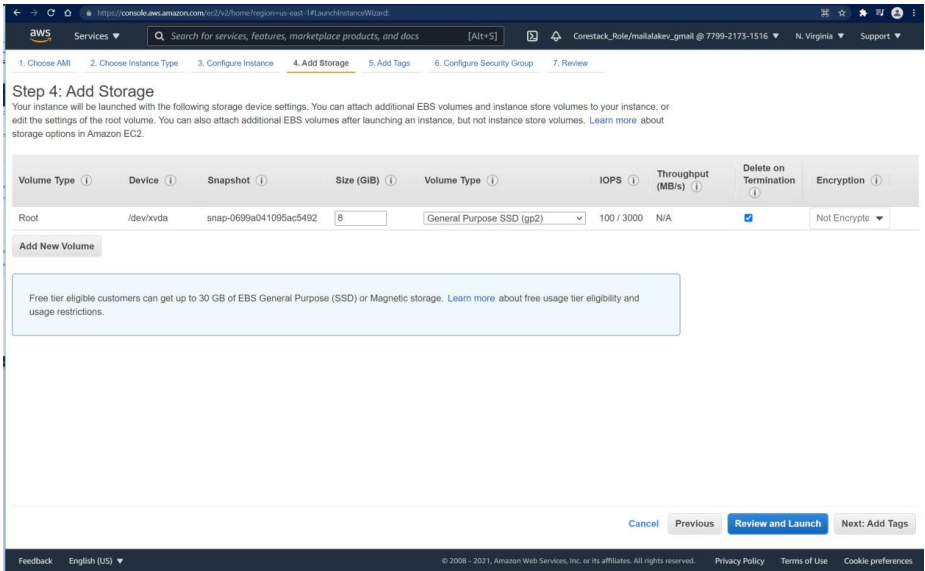 https://console.aws.amazon.com/ec2/v2/home?region=us-east-1#LaunchInstanceWizard:
aws Services Search for services, features, marketplace products, and docs [Alt+S] Corestack_Role/mailalakev_gmail @ 7799-2173-1516 N. Virginia Support
1. Choose AMI 2. Choose Instance Type 3. Configure Instance 4. Add Storage 5. Add Tags 6. Configure Security Group 7. Review
Step 4: Add Storage
Your instance will be launched with the following storage device settings. You can attach additional EBS volumes and instance store volumes to your instance, or
edit the settings of the root volume. You can also attach additional EBS volumes after launching an instance, but not instance store volumes. Learn more about
storage options in Amazon EC2.
Volume Type Device Snapshot Size (GiB) Volume Type IOPS Throughput (MB/s) Delete on Termination Encryption
Root /dev/xvda snap-0699a041095ac5492 8 General Purpose SSD (gp2) 100 / 3000 N/A Not Encrypte
Add New Volume
Free tier eligible customers can get up to 30 GB of EBS General Purpose (SSD) or Magnetic storage. Learn more about free usage tier eligibility and
usage restrictions.
Cancel Previous Review and Launch Next: Add Tags
Feedback English (US) © 2008 - 2021, Amazon Web Services, Inc. or its affiliates. All rights reserved. Privacy Policy Terms of Use Cookie preferences